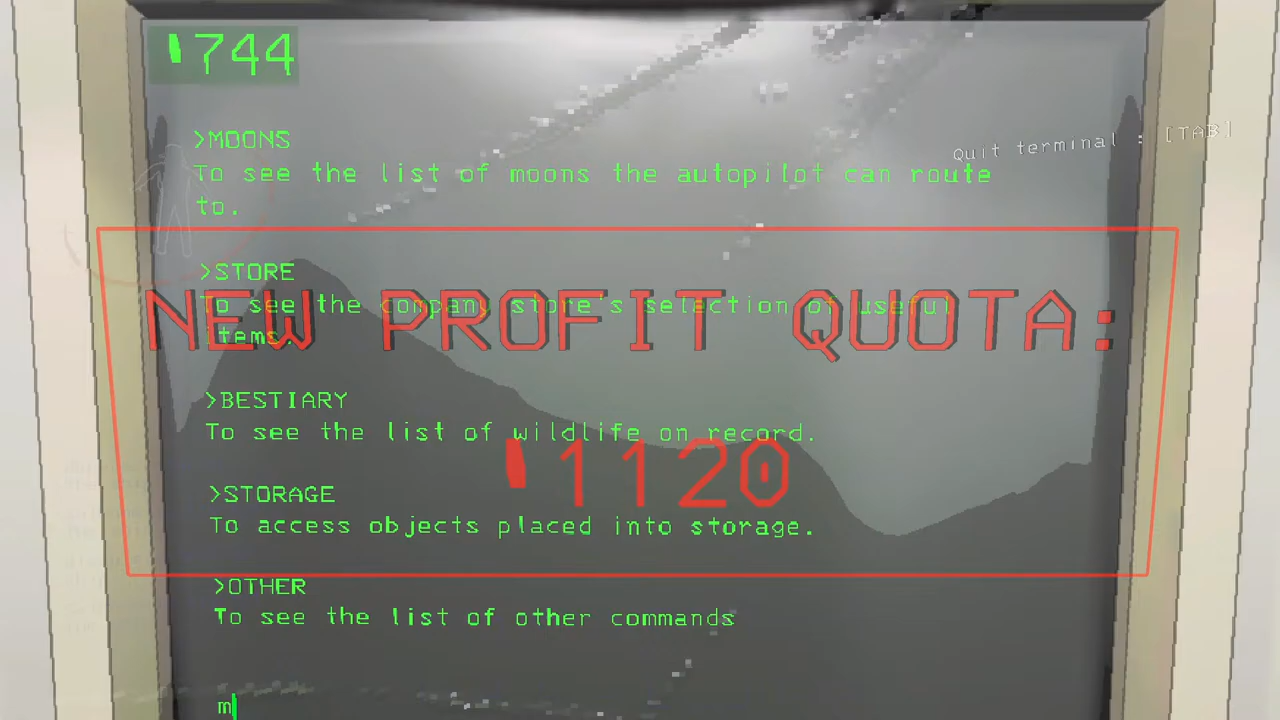 ▮744
Quit terminal : [TAB]
>MOONS
To see the list of moons the autopilot can route
to.
>STORE
To see the company store's selection of useful
items.
NEW PROFIT QUOTA:
>BESTIARY
To see the list of wildlife on record.
▮1120
>STORAGE
To access objects placed into storage.
>OTHER
To see the list of other commands
m